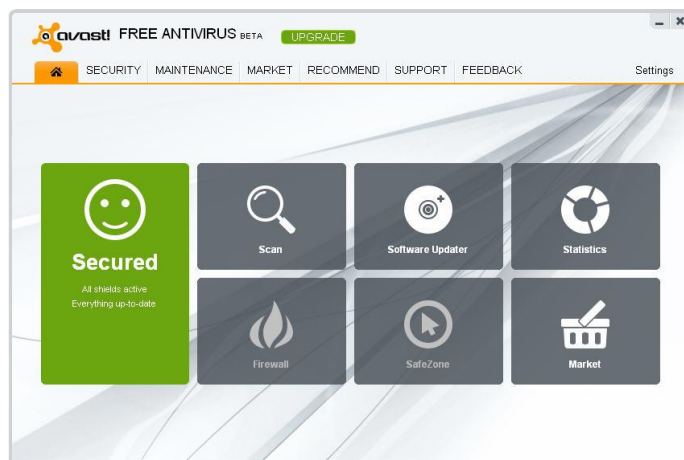 avast! FREE ANTIVIRUS BETA UPGRADE
SECURITY MAINTENANCE MARKET RECOMMEND SUPPORT FEEDBACK Settings
Secured
All shields active
Everything up-to-date
Scan
Software Updater
Statistics
Firewall
SafeZone
Market